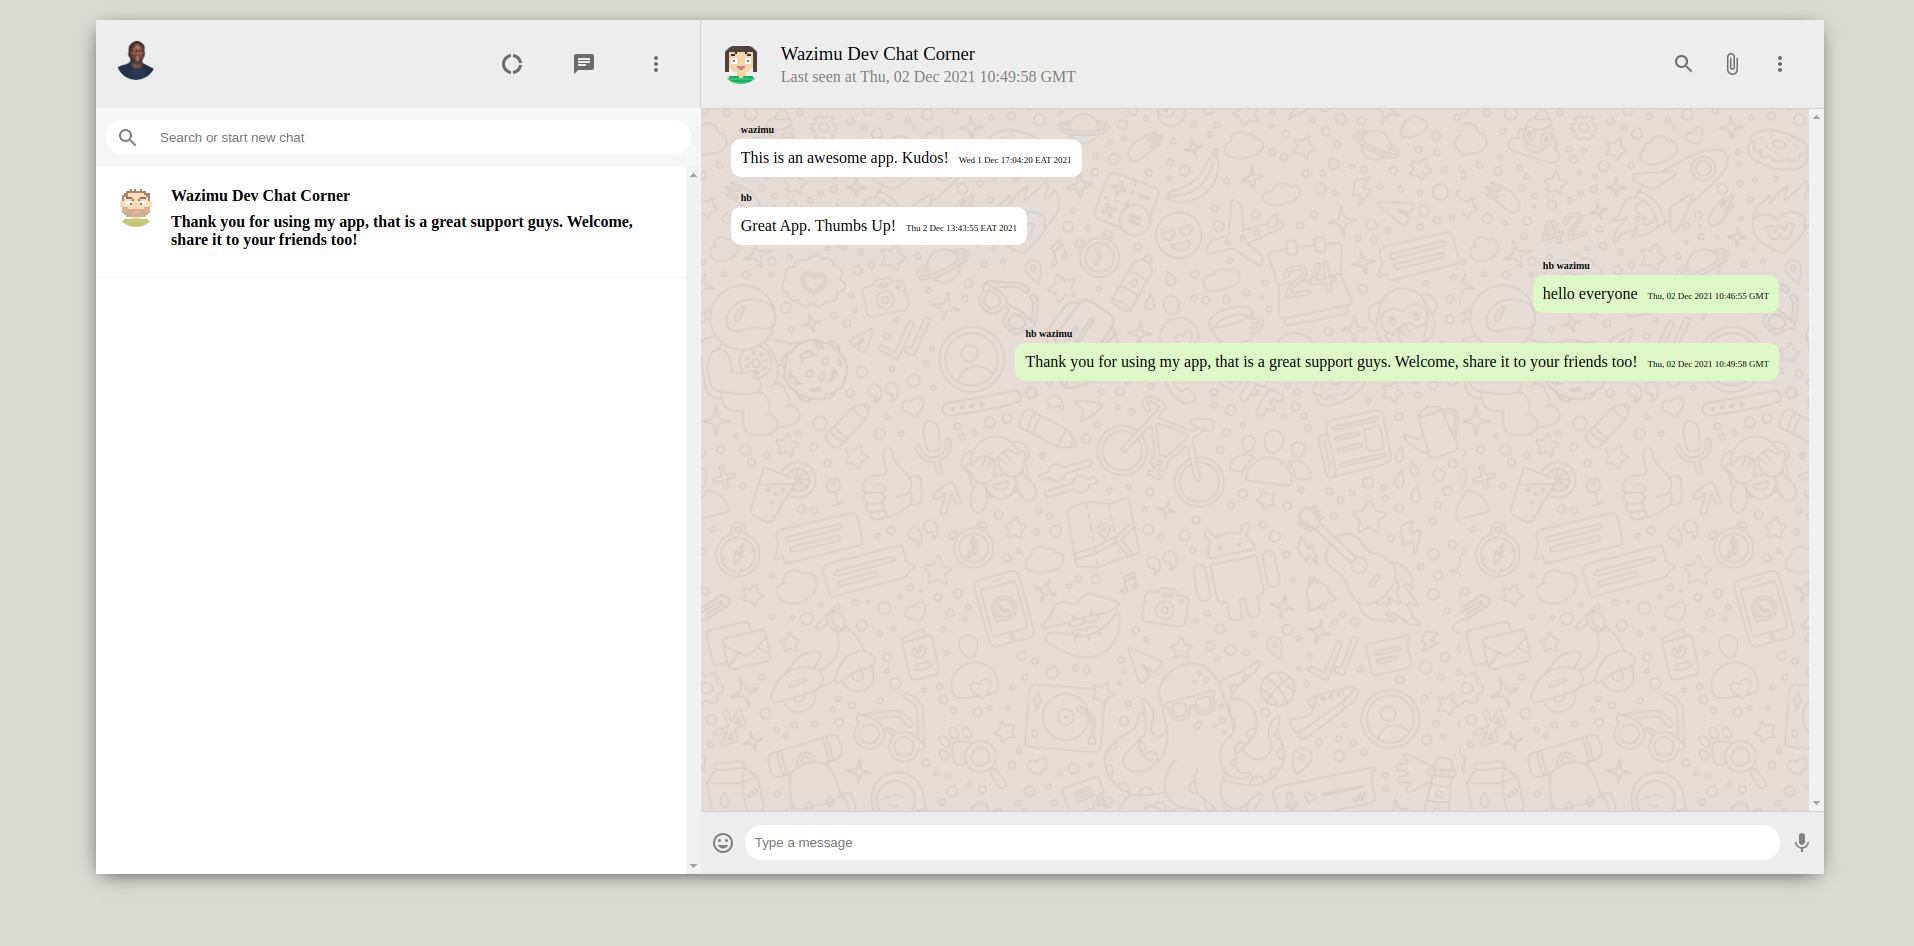 Wazimu Dev Chat Corner
Last seen at Thu, 02 Dec 2021 10:49:58 GMT
Search or start new chat
Wazimu Dev Chat Corner
Thank you for using my app, that is a great support guys. Welcome,
share it to your friends too!
wazimu
This is an awesome app. Kudos! Wed 1 Dec 17:04:20 EAT 2021
hb
Great App. Thumbs Up! Thu 2 Dec 13:43:55 EAT 2021
hb wazimu
hello everyone Thu, 02 Dec 2021 10:46:55 GMT
hb wazimu
Thank you for using my app, that is a great support guys. Welcome, share it to your friends too! Thu, 02 Dec 2021 10:49:58 GMT
Type a message